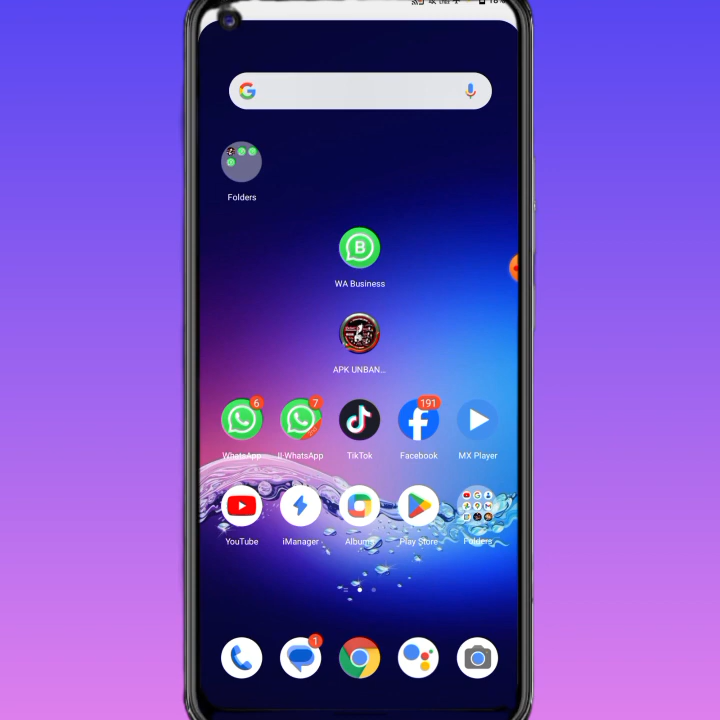 Folders
B
WA Business
APK UNBAN...
6
7
191
WhatsApp
II-WhatsApp
TikTok
Facebook
MX Player
YouTube
iManager
Albums
Play Store
Folders
1